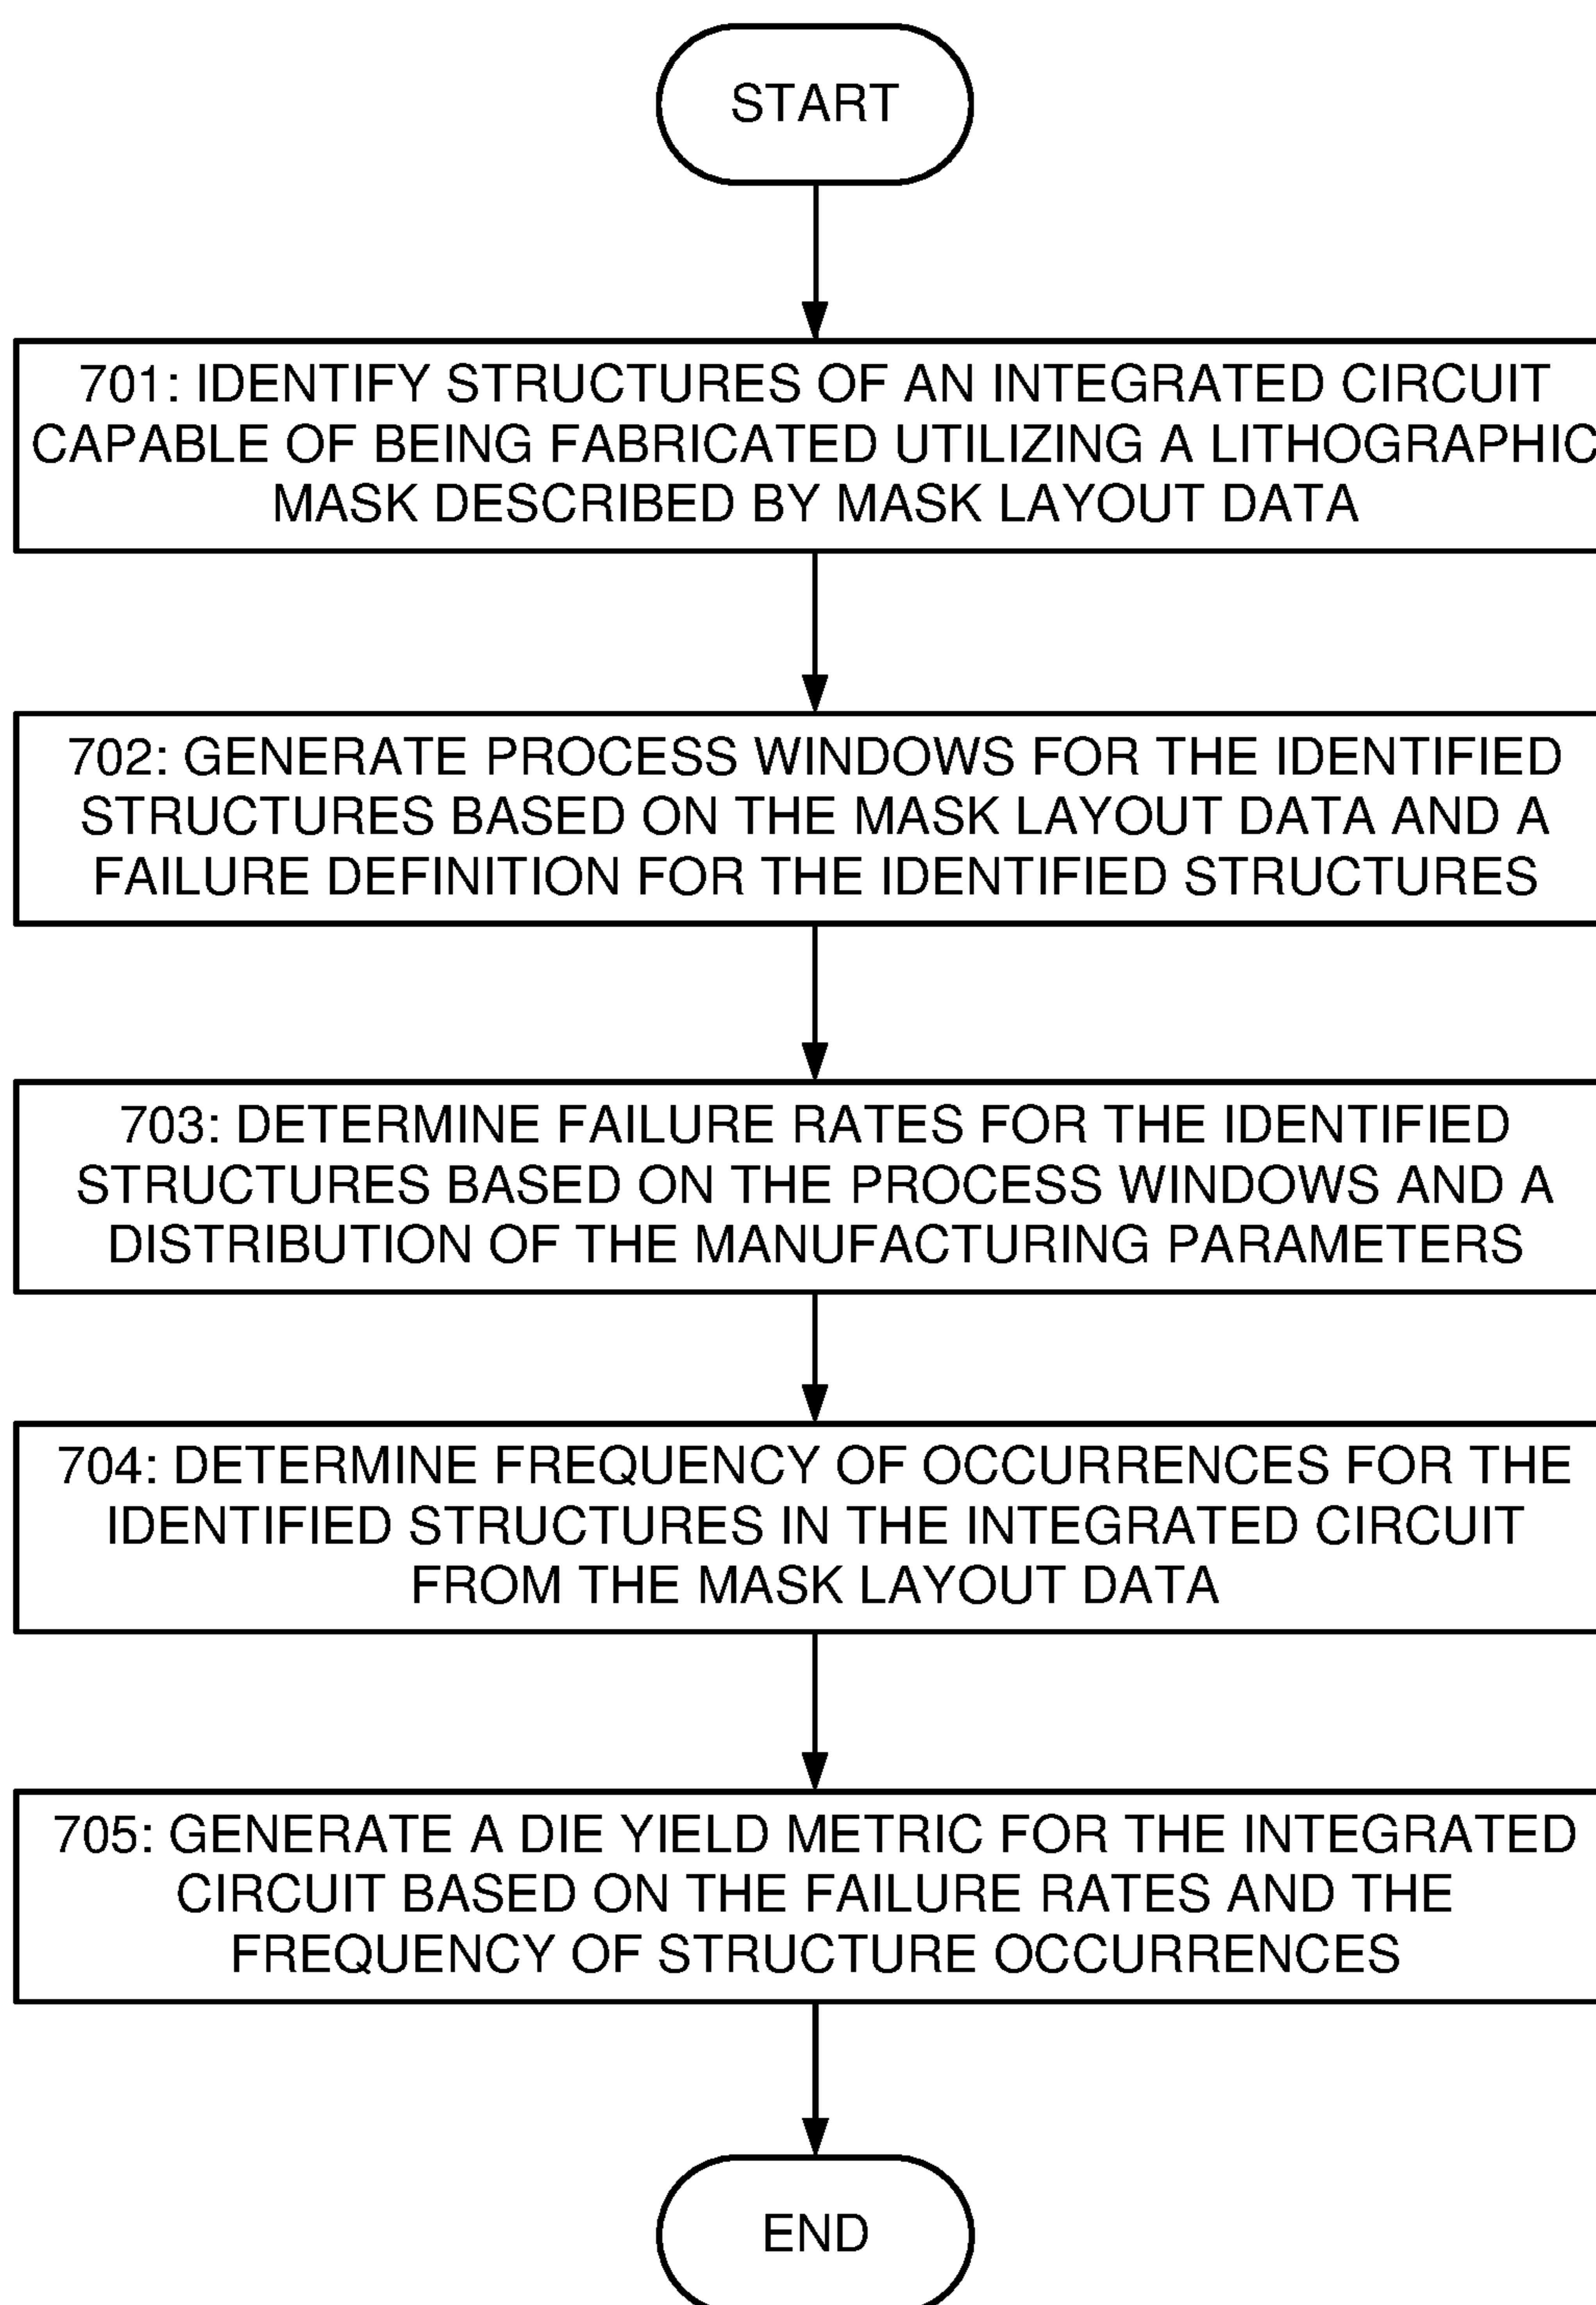 START
701: IDENTIFY STRUCTURES OF AN INTEGRATED CIRCUIT
CAPABLE OF BEING FABRICATED UTILIZING A LITHOGRAPHIC
MASK DESCRIBED BY MASK LAYOUT DATA
702: GENERATE PROCESS WINDOWS FOR THE IDENTIFIED
STRUCTURES BASED ON THE MASK LAYOUT DATA AND A
FAILURE DEFINITION FOR THE IDENTIFIED STRUCTURES
703: DETERMINE FAILURE RATES FOR THE IDENTIFIED
STRUCTURES BASED ON THE PROCESS WINDOWS AND A
DISTRIBUTION OF THE MANUFACTURING PARAMETERS
704: DETERMINE FREQUENCY OF OCCURRENCES FOR THE
IDENTIFIED STRUCTURES IN THE INTEGRATED CIRCUIT
FROM THE MASK LAYOUT DATA
705: GENERATE A DIE YIELD METRIC FOR THE INTEGRATED
CIRCUIT BASED ON THE FAILURE RATES AND THE
FREQUENCY OF STRUCTURE OCCURRENCES
END